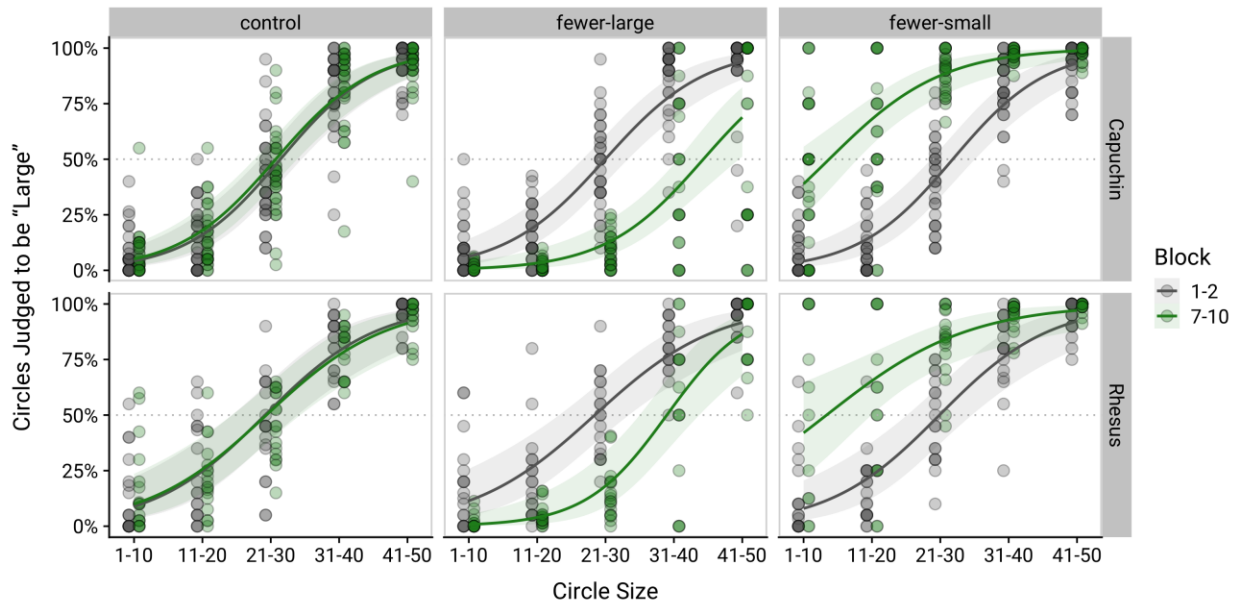 control fewer-large fewer-small
Circles Judged to be “Large”
100%
75%
50%
25%
0%
Capuchin
100%
75%
50%
25%
0%
Rhesus
1-10 11-20 21-30 31-40 41-50 1-10 11-20 21-30 31-40 41-50 1-10 11-20 21-30 31-40 41-50
Circle Size
Block
1-2
7-10